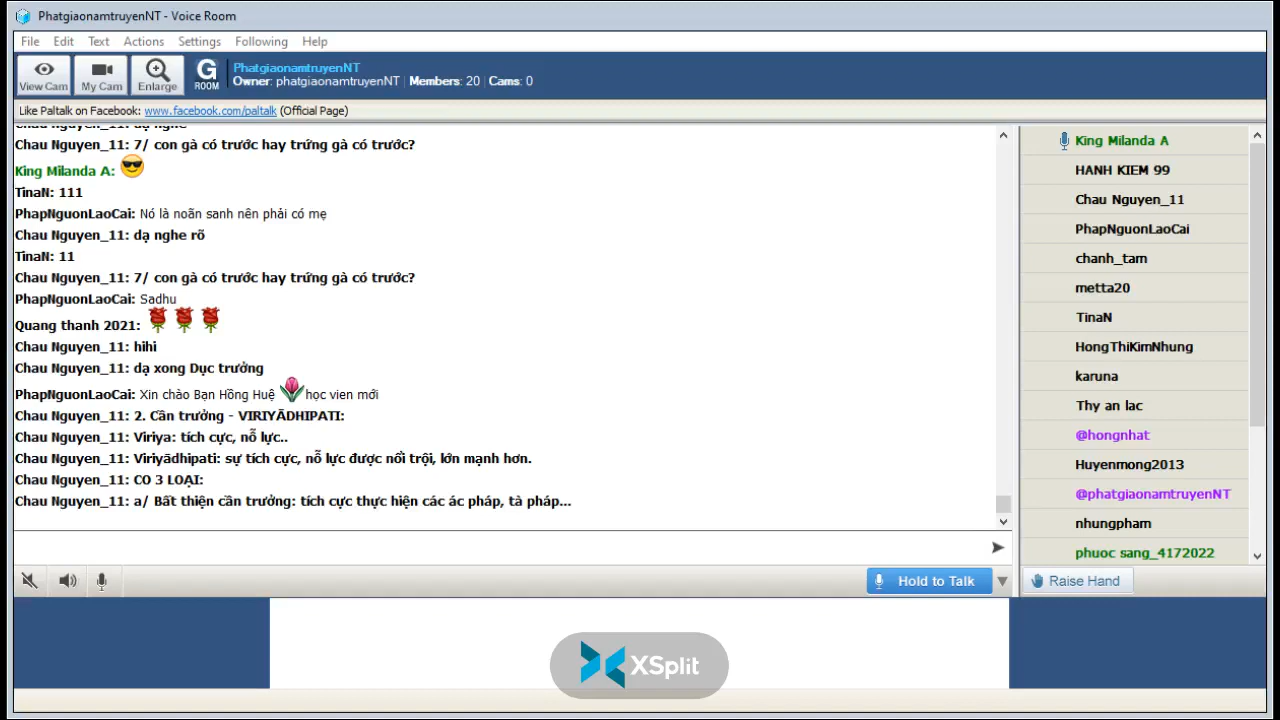 PhatgiaonamtruyenNT - Voice Room
File Edit Text Actions Settings Following Help
View Cam My Cam Enlarge G ROOM
PhatgiaonamtruyenNT
Owner: phatgiaonamtruyenNT | Members: 20 | Cams: 0
Like Paltalk on Facebook: www.facebook.com/paltalk (Official Page)
Chau Nguyen_11: dạ nghe
Chau Nguyen_11: 7/ con gà có trước hay trứng gà có trước?
King Milanda A:
TinaN: 111
PhapNguonLaoCai: Nó là noãn sanh nên phải có mẹ
Chau Nguyen_11: dạ nghe rõ
TinaN: 11
Chau Nguyen_11: 7/ con gà có trước hay trứng gà có trước?
PhapNguonLaoCai: Sadhu
Quang thanh 2021:
Chau Nguyen_11: hihi
Chau Nguyen_11: dạ xong Dục trưởng
PhapNguonLaoCai: Xin chào Bạn Hồng Huệ học vien mới
Chau Nguyen_11: 2. Cần trưởng - VIRIYĀDHIPATI:
Chau Nguyen_11: Viriya: tích cực, nỗ lực..
Chau Nguyen_11: Viriyādhipati: sự tích cực, nỗ lực được nổi trội, lớn mạnh hơn.
Chau Nguyen_11: CO 3 LOẠI:
Chau Nguyen_11: a/ Bất thiện cần trưởng: tích cực thực hiện các ác pháp, tà pháp...
King Milanda A
HANH KIEM 99
Chau Nguyen_11
PhapNguonLaoCai
chanh_tam
metta20
TinaN
HongThiKimNhung
karuna
Thy an lac
@hongnhat
Huyenmong2013
@phatgiaonamtruyenNT
nhungpham
phuoc sang_4172022
Hold to Talk
Raise Hand
XSplit